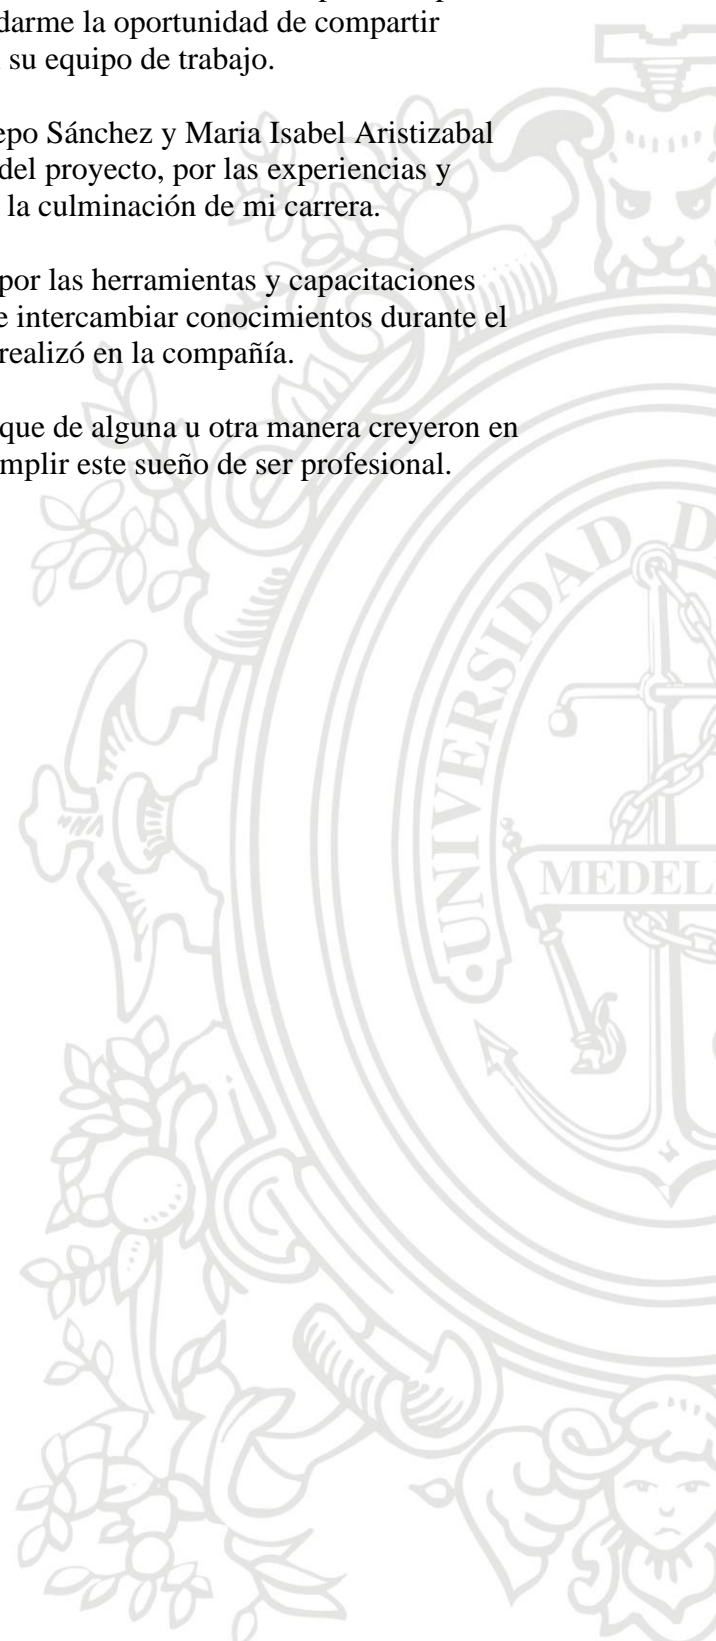 darme la oportunidad de compartir
su equipo de trabajo.
epo Sánchez y Maria Isabel Aristizabal
del proyecto, por las experiencias y
la culminación de mi carrera.
por las herramientas y capacitaciones
e intercambiar conocimientos durante el
realizó en la compañía.
que de alguna u otra manera creyeron en
mplir este sueño de ser profesional.
UNIVERSIDAD D
MEDEL